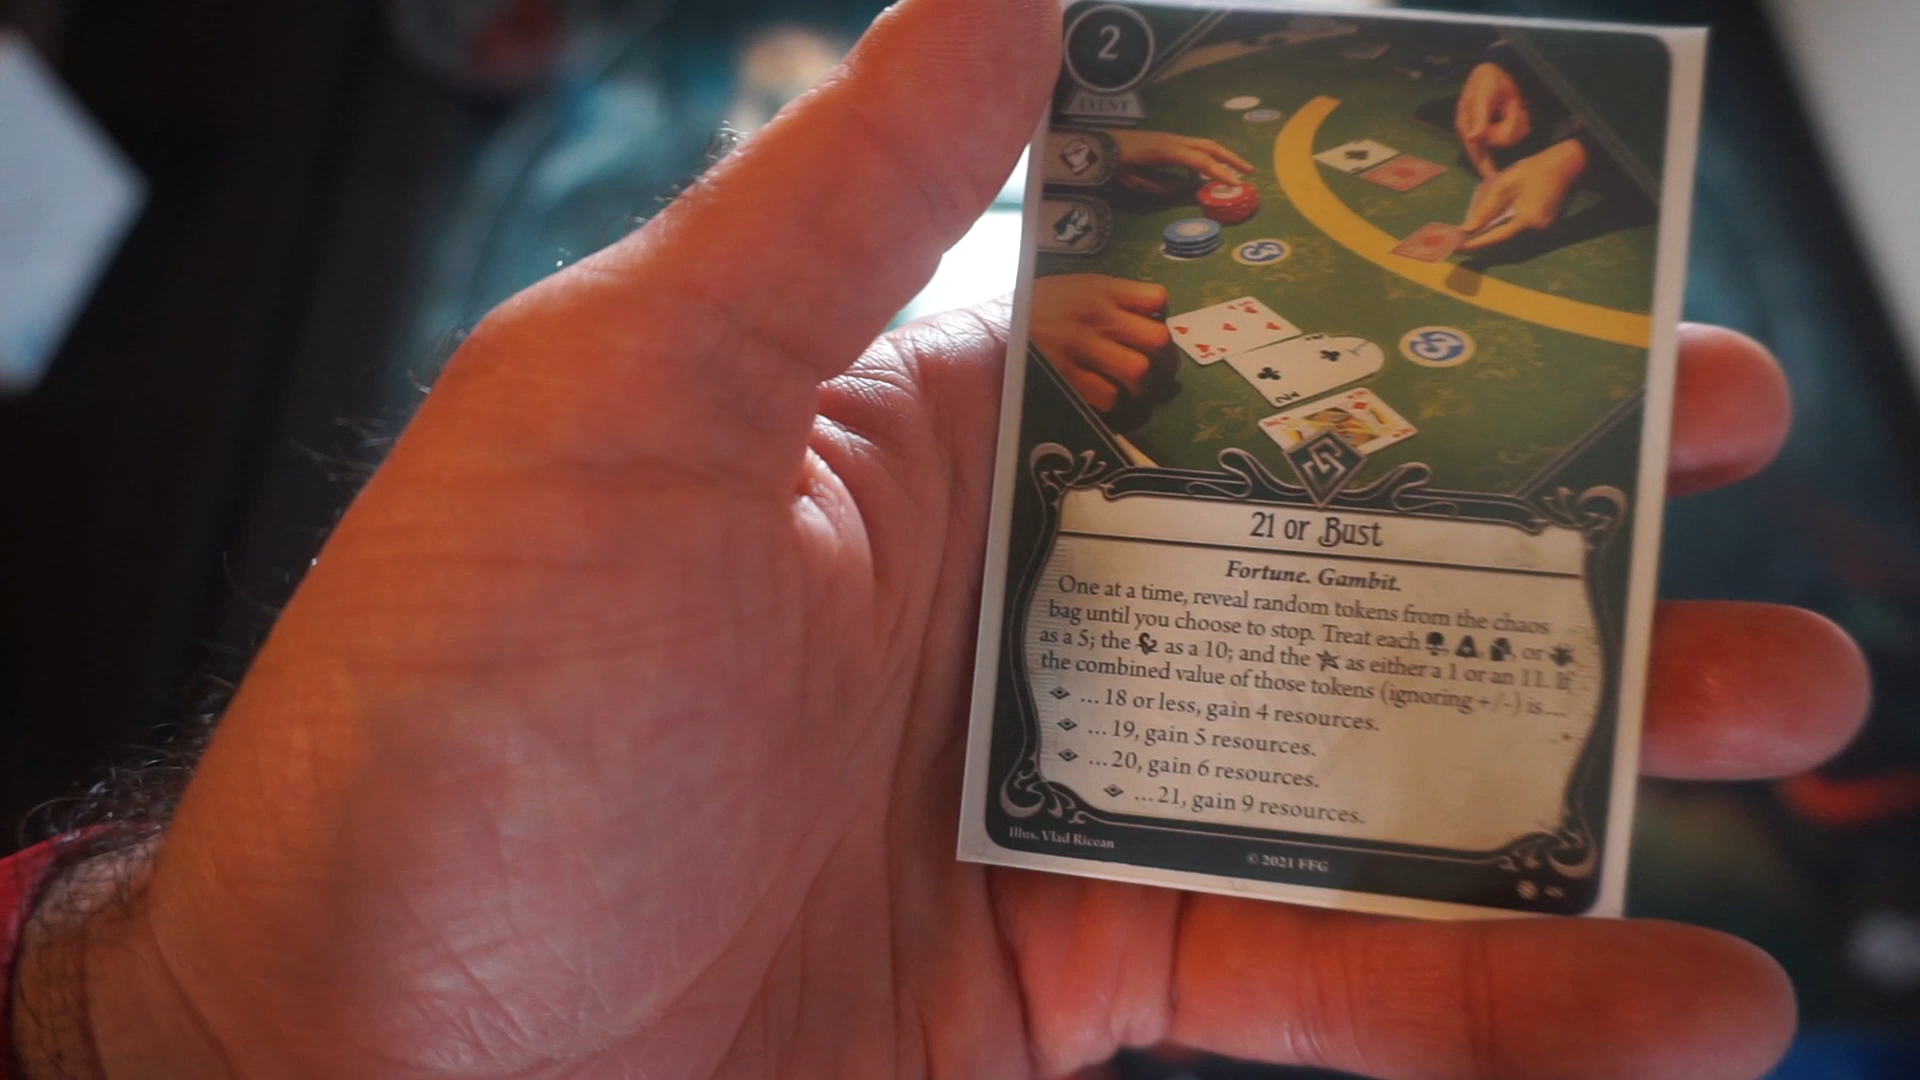 2
EVENT
21 or Bust
Fortune. Gambit.
One at a time, reveal random tokens from the chaos
bag until you choose to stop. Treat each , , , or
as a 5; the as a 10; and the as either a 1 or an 11. If
the combined value of those tokens (ignoring +/-) is...
... 18 or less, gain 4 resources.
... 19, gain 5 resources.
... 20, gain 6 resources.
... 21, gain 9 resources.
Illus. Vlad Ricean
© 2021 FFG